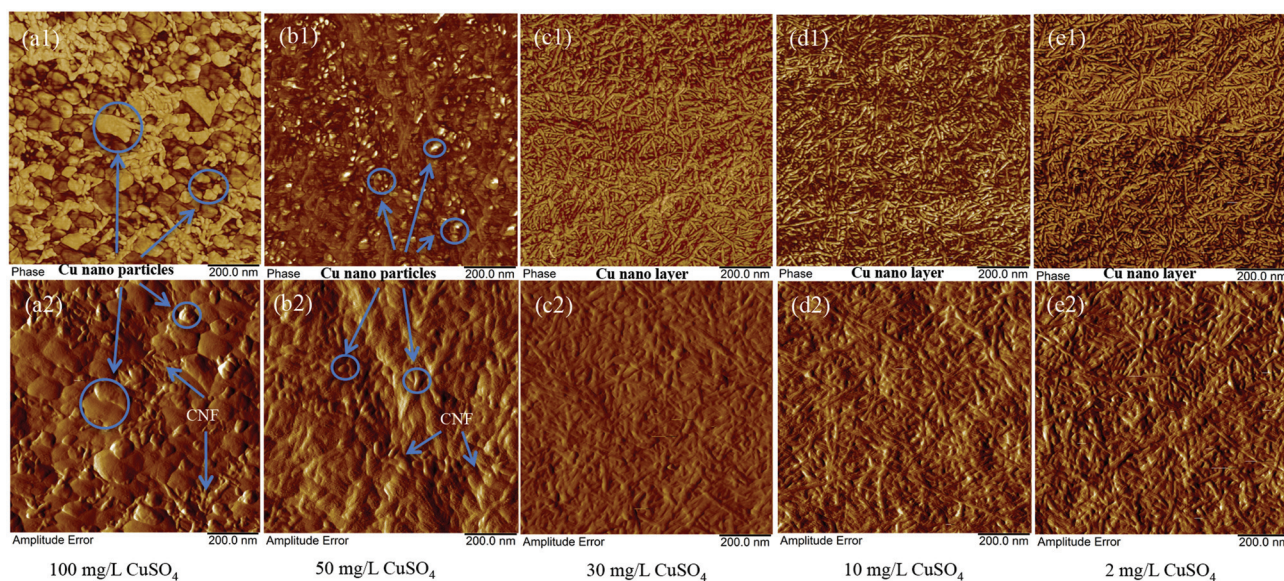 (a1) (b1) (c1) (d1) (e1)
Phase Cu nano particles 200.0 nm Phase Cu nano particles 200.0 nm Phase Cu nano layer 200.0 nm Phase Cu nano layer 200.0 nm Phase Cu nano layer 200.0 nm
(a2) (b2) (c2) (d2) (e2)
CNF CNF
Amplitude Error 200.0 nm Amplitude Error 200.0 nm Amplitude Error 200.0 nm Amplitude Error 200.0 nm Amplitude Error 200.0 nm
100 mg/L CuSO₄ 50 mg/L CuSO₄ 30 mg/L CuSO₄ 10 mg/L CuSO₄ 2 mg/L CuSO₄